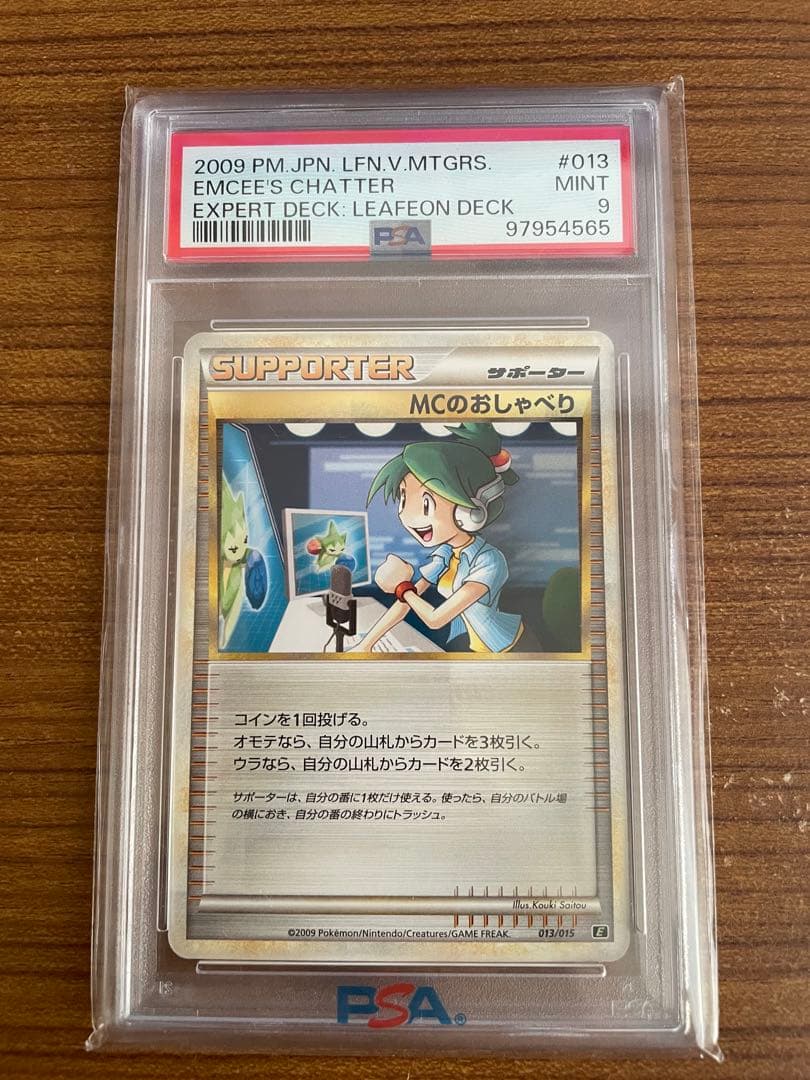 2009 PM.JPN. LFN.V.MTGRS. #013
EMCEE'S CHATTER MINT
EXPERT DECK: LEAFEON DECK 9
PSA 97954565
SUPPORTER サポーター
MCのおしゃべり
コインを1回投げる。
オモテなら、自分の山札からカードを3枚引く。
ウラなら、自分の山札からカードを2枚引く。
サポーターは、自分の番に1枚だけ使える。使ったら、自分のバトル場
の横におき、自分の番の終わりにトラッシュ。
Illus.Kouki Saitou
©2009 Pokémon/Nintendo/Creatures/GAME FREAK. 013/015 E
PSA®